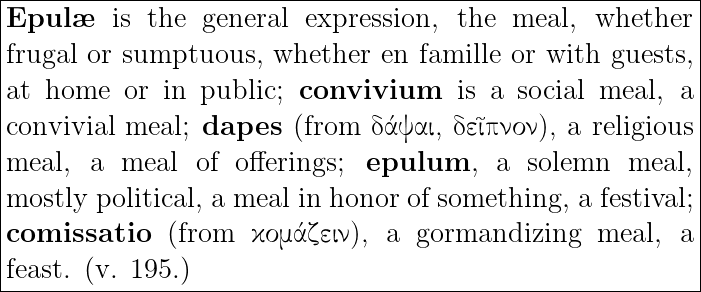 Epulæ is the general expression, the meal, whether
frugal or sumptuous, whether en famille or with guests,
at home or in public; convivium is a social meal, a
convivial meal; dapes (from δάψαι, δεῖπνον), a religious
meal, a meal of offerings; epulum, a solemn meal,
mostly political, a meal in honor of something, a festival;
comissatio (from κομάζειν), a gormandizing meal, a
feast. (v. 195.)